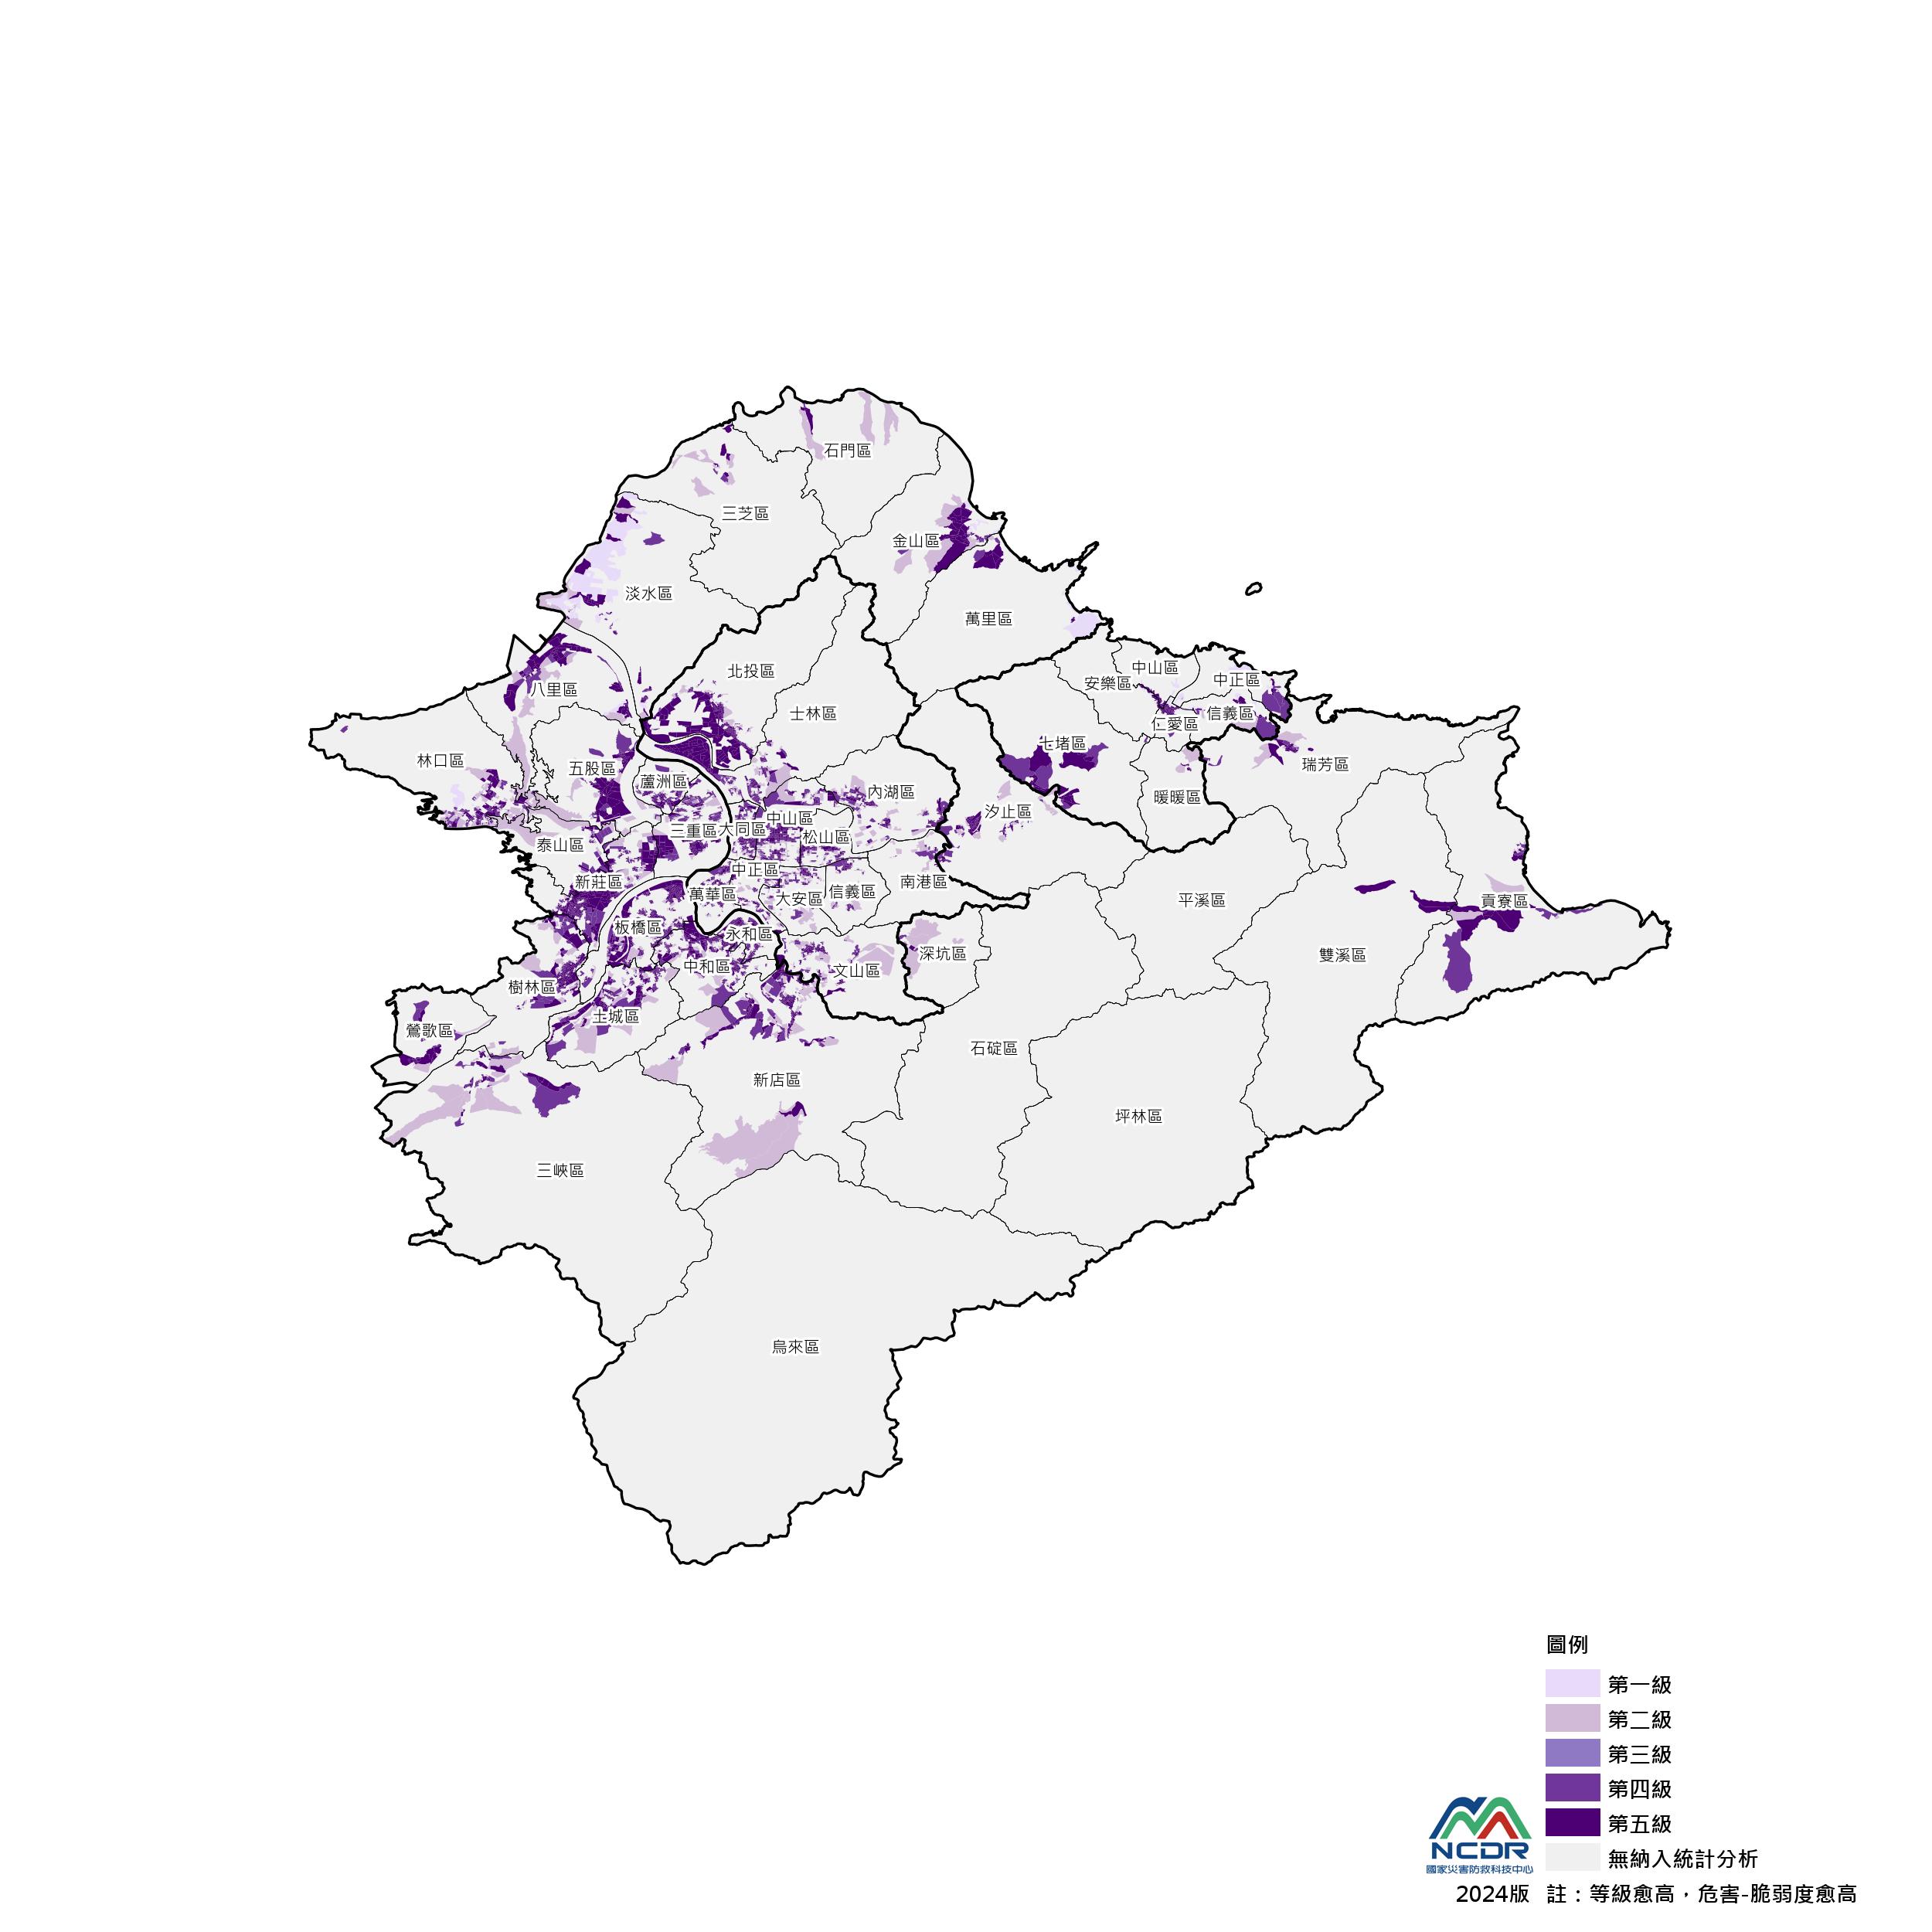 石門區
三芝區
金山區
淡水區
萬里區
北投區
中山區
中正區
安樂區
八里區
士林區
信義區
仁愛區
七堵區
林口區
五股區
瑞芳區
蘆洲區
內湖區
暖暖區
汐止區
中山區
三重區
大同區
松山區
泰山區
中正區
新莊區
南港區
信義區
萬華區
大安區
平溪區
貢寮區
板橋區
永和區
深坑區
雙溪區
中和區
文山區
樹林區
土城區
鶯歌區
石碇區
新店區
坪林區
三峽區
烏來區
圖例
第一級
第二級
第三級
第四級
第五級
無納入統計分析
NCDR
國家災害防救科技中心
2024版 註：等級愈高，危害-脆弱度愈高